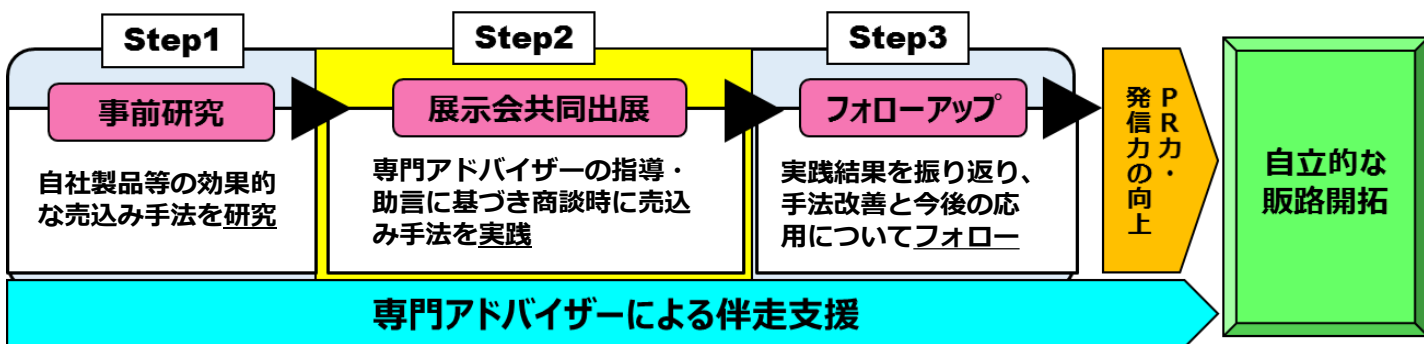 Step1
事前研究
自社製品等の効果的
な売込み手法を研究
Step2
展示会共同出展
専門アドバイザーの指導・
助言に基づき商談時に売込
み手法を実践
Step3
フォローアップ
実践結果を振り返り、
手法改善と今後の応
用についてフォロー
PR力・
発信力の向上
自立的な
販路開拓
専門アドバイザーによる伴走支援